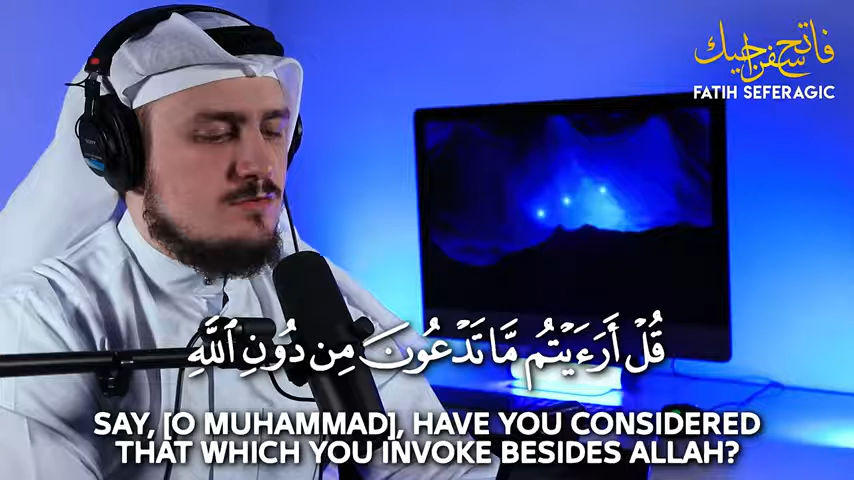 فاتح سفراجيك
FATIH SEFERAGIC
قُلْ أَرَءَيْتُم مَّا تَدْعُونَ مِن دُونِ ٱللَّهِ
SAY, [O MUHAMMAD], HAVE YOU CONSIDERED
THAT WHICH YOU INVOKE BESIDES ALLAH?